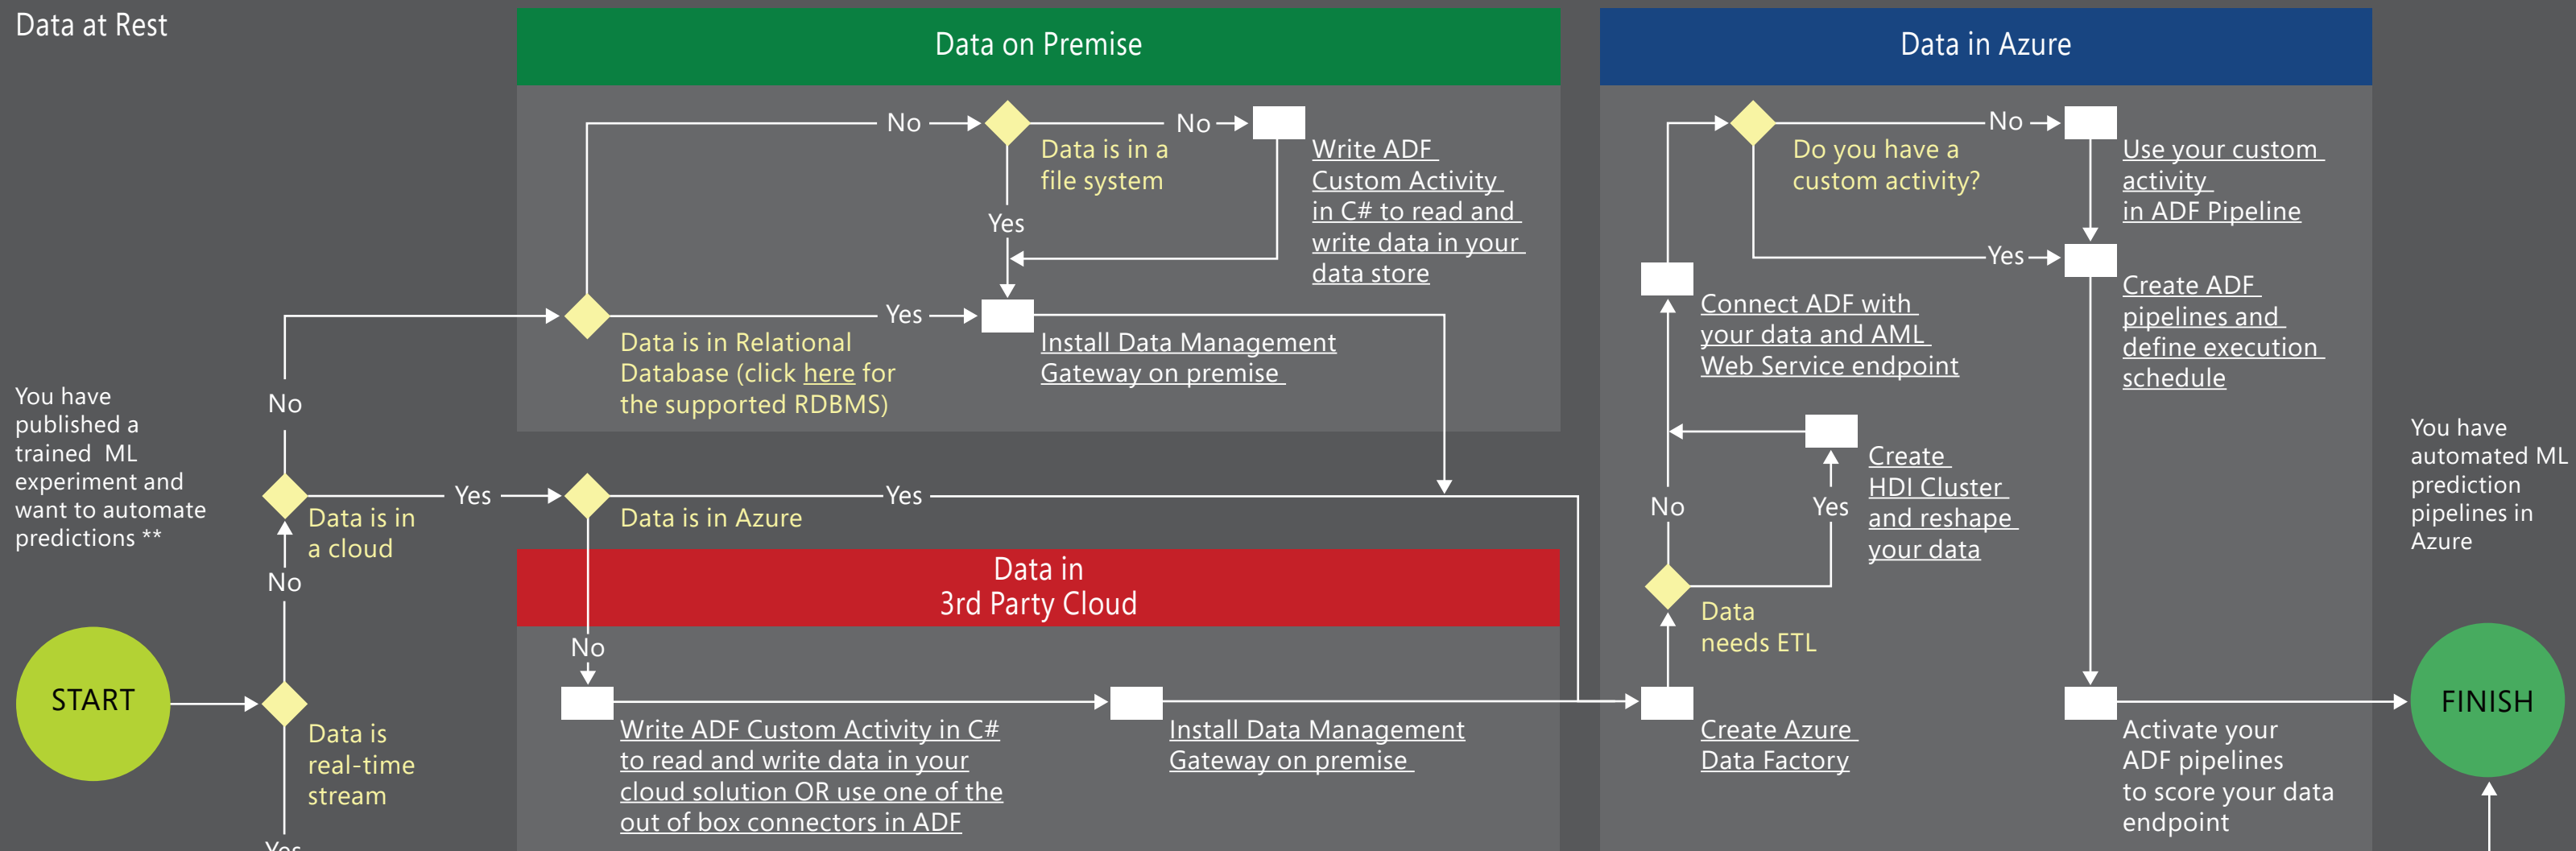 Data at Rest
Data on Premise
Data in Azure
No
Data is in a
file system
No
Write ADF
Custom Activity
in C# to read and
write data in your
data store
Yes
Data is in Relational
Database (click here for
the supported RDBMS)
Yes
Install Data Management
Gateway on premise
Do you have a
custom activity?
No
Use your custom
activity
in ADF Pipeline
Yes
Create ADF
pipelines and
define execution
schedule
Connect ADF with
your data and AML
Web Service endpoint
Create
HDI Cluster
and reshape
your data
No
Yes
Data
needs ETL
You have
published a
trained ML
experiment and
want to automate
predictions **
No
Data is in
a cloud
Yes
Data is in Azure
Yes
No
Data in
3rd Party Cloud
No
START
Data is
real-time
stream
Yes
Write ADF Custom Activity in C#
to read and write data in your
cloud solution OR use one of the
out of box connectors in ADF
Install Data Management
Gateway on premise
Create Azure
Data Factory
Activate your
ADF pipelines
to score your data
endpoint
You have
automated ML
prediction
pipelines in
Azure
FINISH